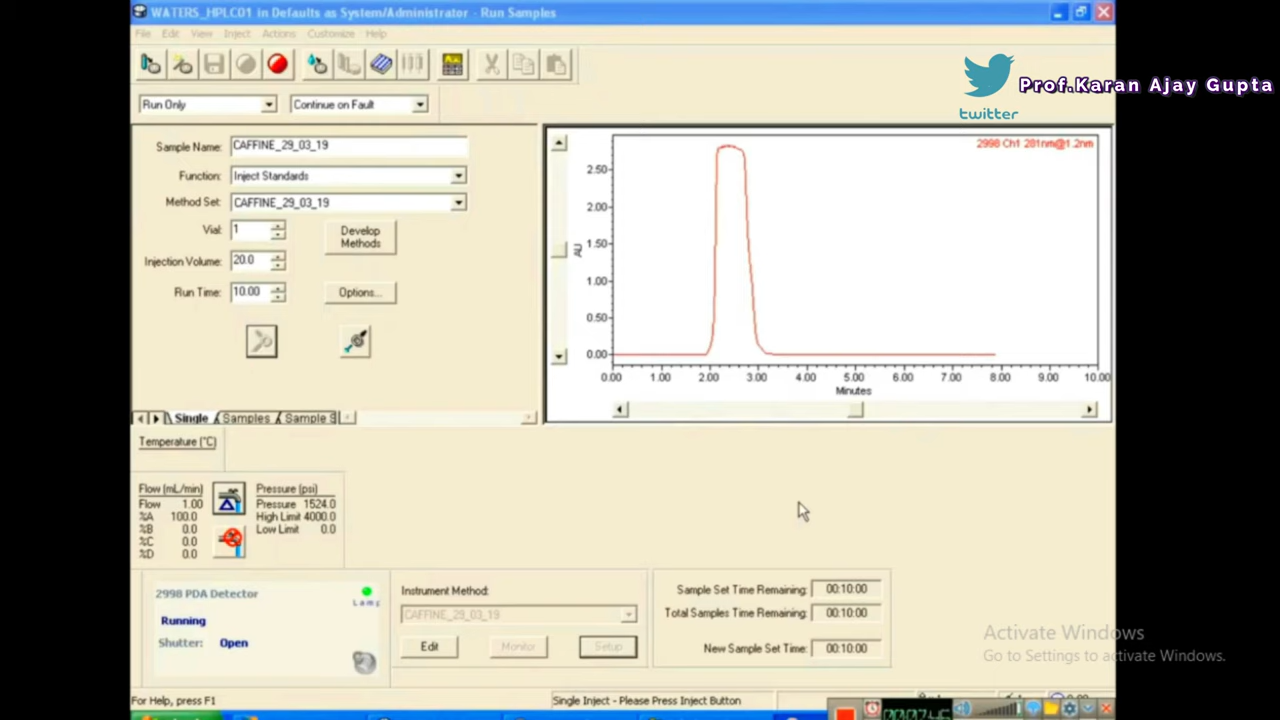 WATERS_HPLC01 in Defaults as System/Administrator - Run Samples
File Edit View Inject Actions Customize Help
Prof.Karan Ajay Gupta
twitter
Run Only
Continue on Fault
Sample Name: CAFFINE_29_03_19
Function: Inject Standards
Method Set: CAFFINE_29_03_19
Vial: 1
Develop Methods
Injection Volume: 20.0
Run Time: 10.00
Options...
Single Samples Sample S
2998 Ch1 281nm@1.2nm
AU
2.50
2.00
1.50
1.00
0.50
0.00
0.00 1.00 2.00 3.00 4.00 5.00 6.00 7.00 8.00 9.00 10.00
Minutes
Temperature (°C)
Flow (mL/min)
Flow 1.00
%A 100.0
%B 0.0
%C 0.0
%D 0.0
Pressure (psi)
Pressure 1524.0
High Limit 4000.0
Low Limit 0.0
2998 PDA Detector
Lamp
Running
Shutter: Open
Instrument Method:
CAFFINE_29_03_19
Edit Monitor Setup
Sample Set Time Remaining: 00:10:00
Total Samples Time Remaining: 00:10:00
New Sample Set Time: 00:10:00
Activate Windows
Go to Settings to activate Windows.
For Help, press F1
Single Inject - Please Press Inject Button